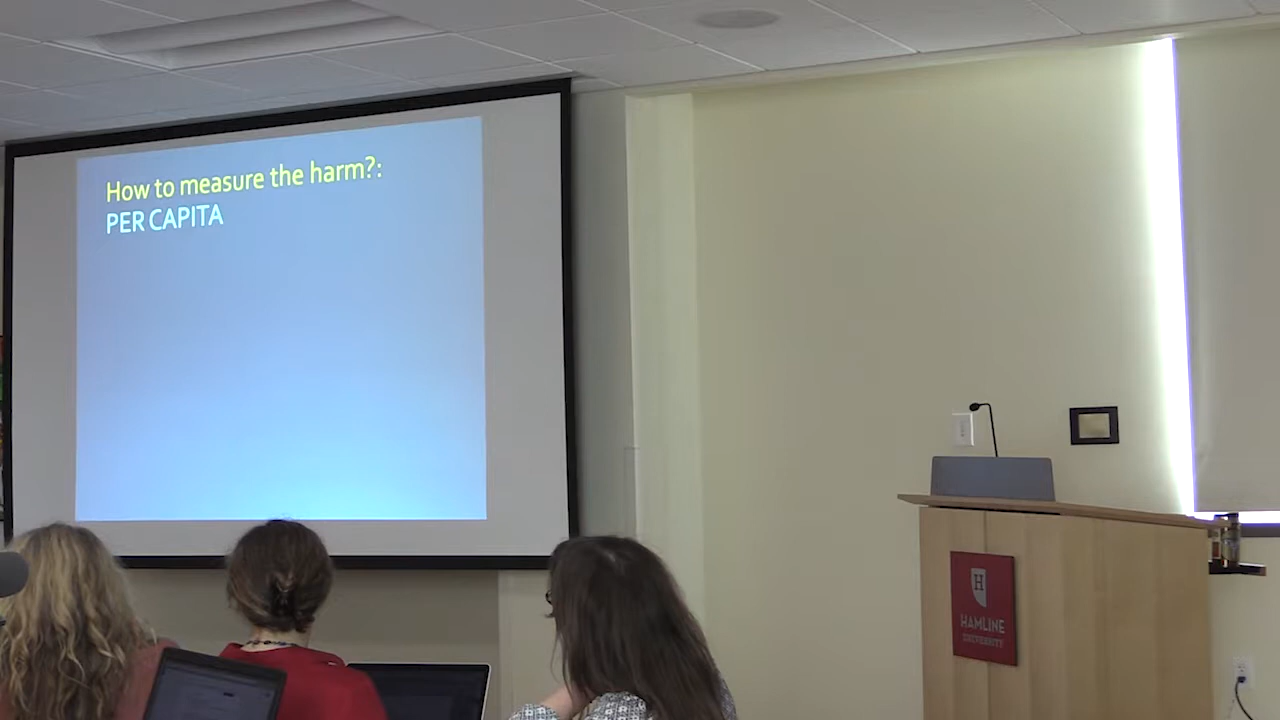 How to measure the harm?:
PER CAPITA
H
HAMLINE
UNIVERSITY